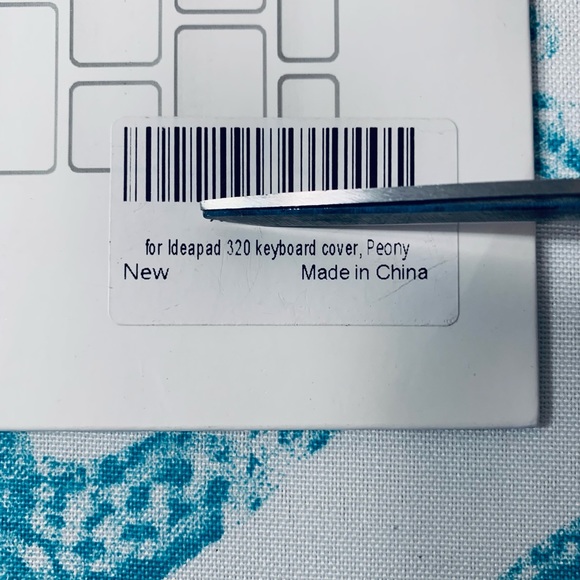 for Ideapad 320 keyboard cover, Peony
New Made in China